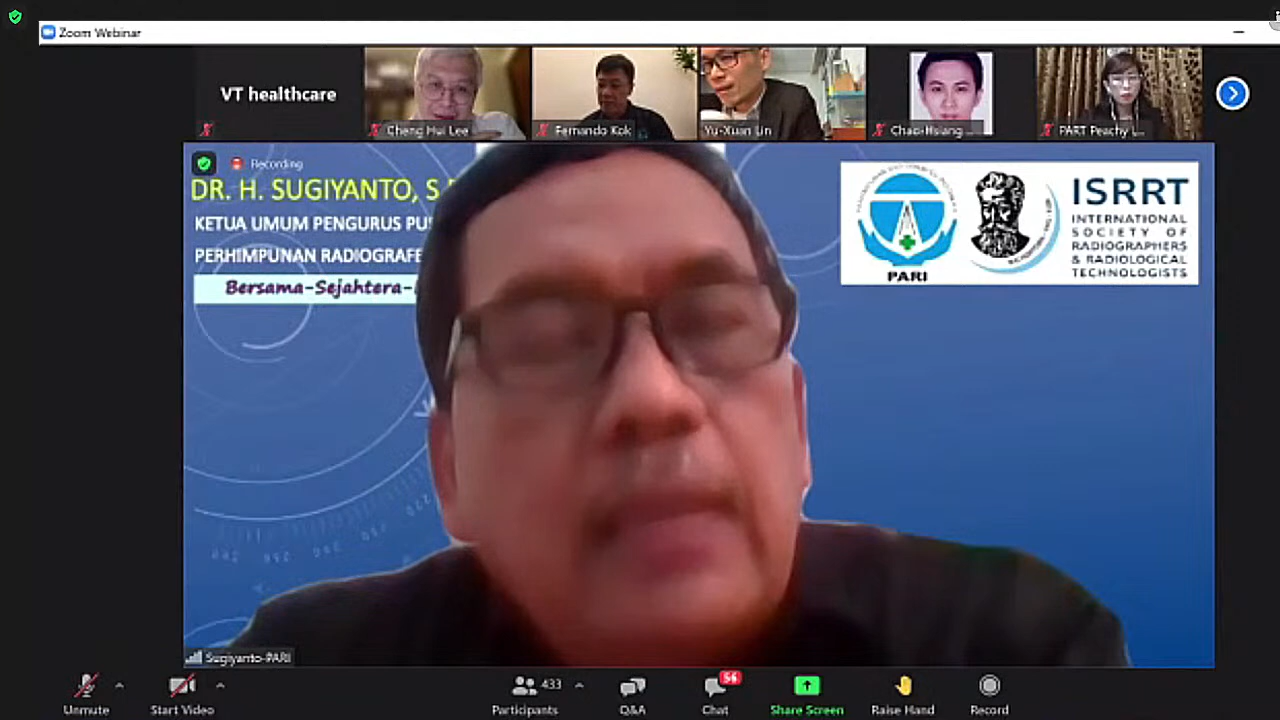 Zoom Webinar
VT healthcare
Cheng Hui Lee
Fernando Kok
Yu-Xuan Lin
Chao-Hsiang ...
PART Peachy L...
Recording
DR. H. SUGIYANTO, S
KETUA UMUM PENGURUS
PERHIMPUNAN
Bersama-Sejahtera-
PARI
ISRRT
INTERNATIONAL
SOCIETY OF
RADIOGRAPHERS
& RADIOLOGICAL
TECHNOLOGISTS
Sugiyanto-PARI
Unmute
Start Video
433
Participants
Q&A
56
Chat
Share Screen
Raise Hand
Record